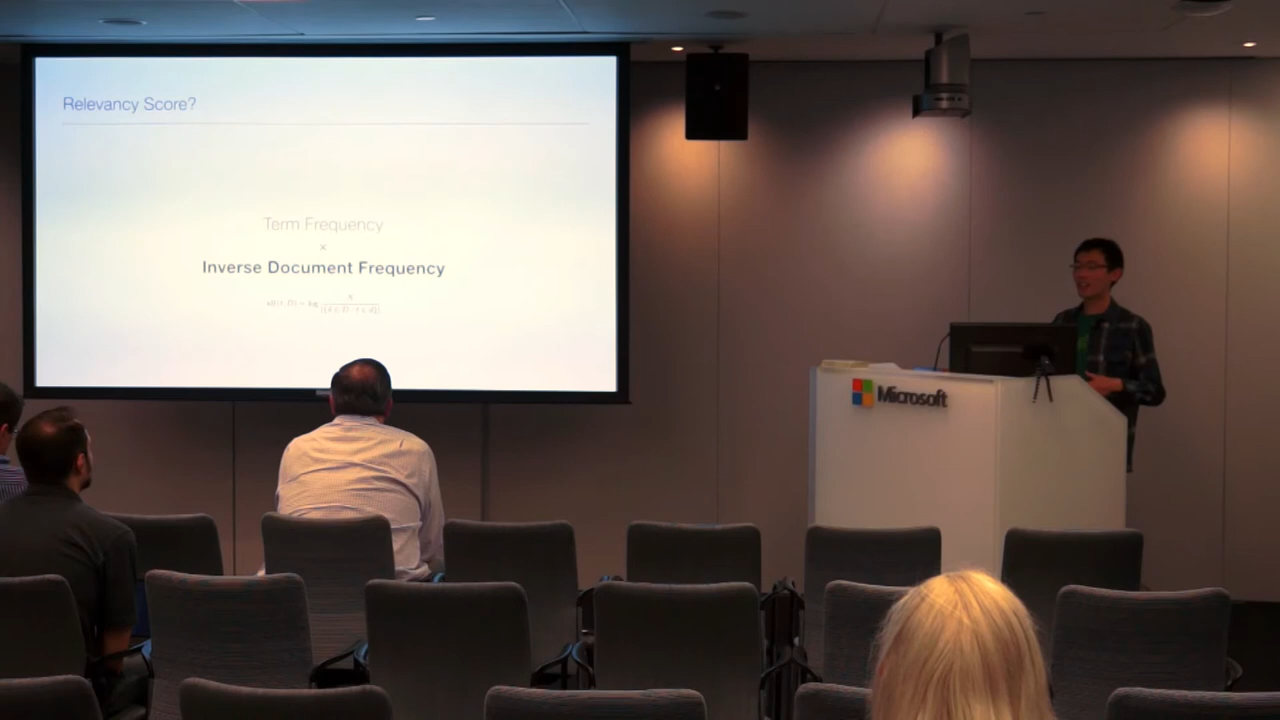 Relevancy Score?
Term Frequency
×
Inverse Document Frequency
Microsoft